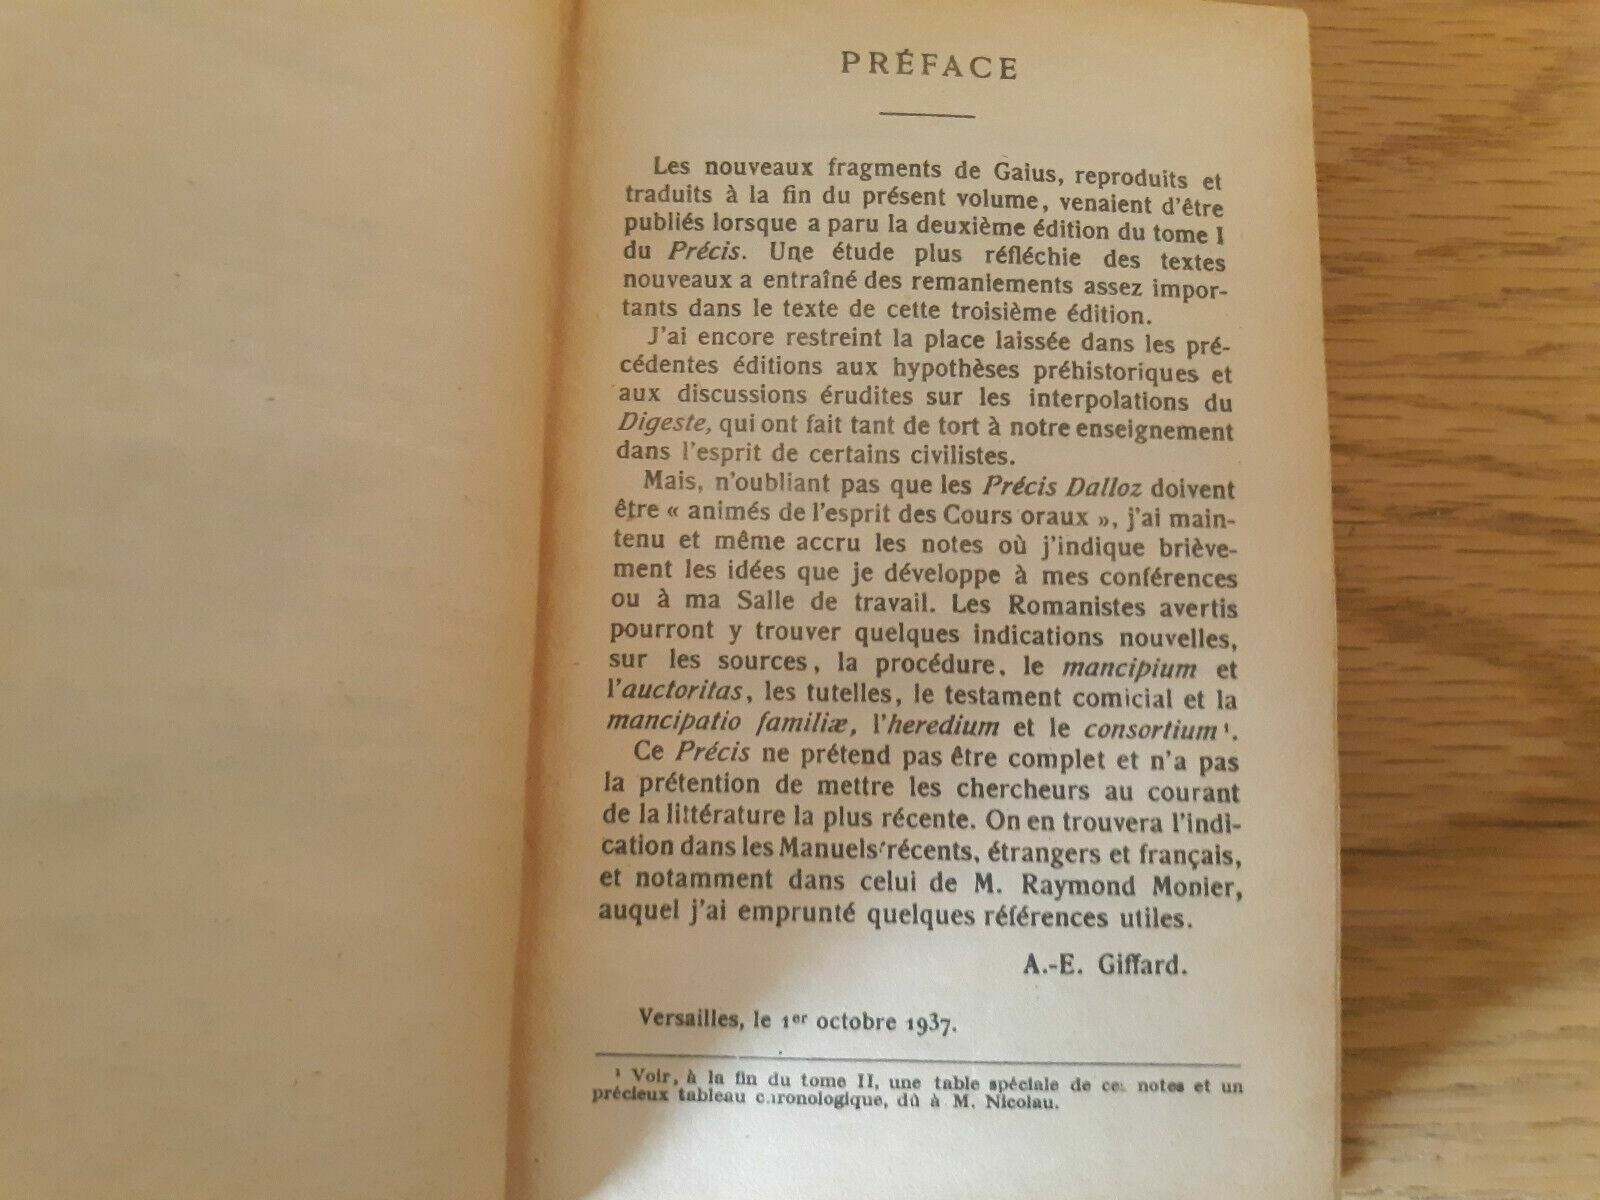 PRÉFACE
Les nouveaux fragments de Gaius, reproduits et
traduits à la fin du présent volume, venaient d'être
publiés lorsque a paru la deuxième édition du tome I
du Précis. Une étude plus réfléchie des textes
nouveaux a entraîné des remaniements assez impor-
tants dans le texte de cette troisième édition.
J'ai encore restreint la place laissée dans les pré-
cédentes éditions aux hypothèses préhistoriques et
aux discussions érudites sur les interpolations du
Digeste, qui ont fait tant de tort à notre enseignement
dans l'esprit de certains civilistes.
Mais, n'oubliant pas que les Précis Dalloz doivent
être « animés de l'esprit des Cours oraux », j'ai main-
tenu et même accru les notes où j'indique briève-
ment les idées que je développe à mes conférences
ou à ma Salle de travail. Les Romanistes avertis
pourront y trouver quelques indications nouvelles,
sur les sources, la procédure, le mancipium et
l'auctoritas, les tutelles, le testament comicial et la
mancipatio familiæ, l'heredium et le consortium¹.
Ce Précis ne prétend pas être complet et n'a pas
la prétention de mettre les chercheurs au courant
de la littérature la plus récente. On en trouvera l'indi-
cation dans les Manuels récents, étrangers et français,
et notamment dans celui de M. Raymond Monier,
auquel j'ai emprunté quelques références utiles.
A.-E. Giffard.
Versailles, le 1er octobre 1937.
¹ Voir, à la fin du tome II, une table spéciale de ces notes et un
précieux tableau chronologique, dû à M. Nicolau.